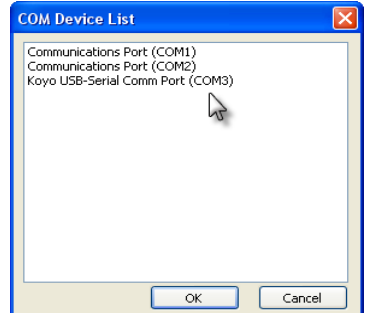 COM Device List
Communications Port (COM1)
Communications Port (COM2)
Koyo USB-Serial Comm Port (COM3)
OK
Cancel